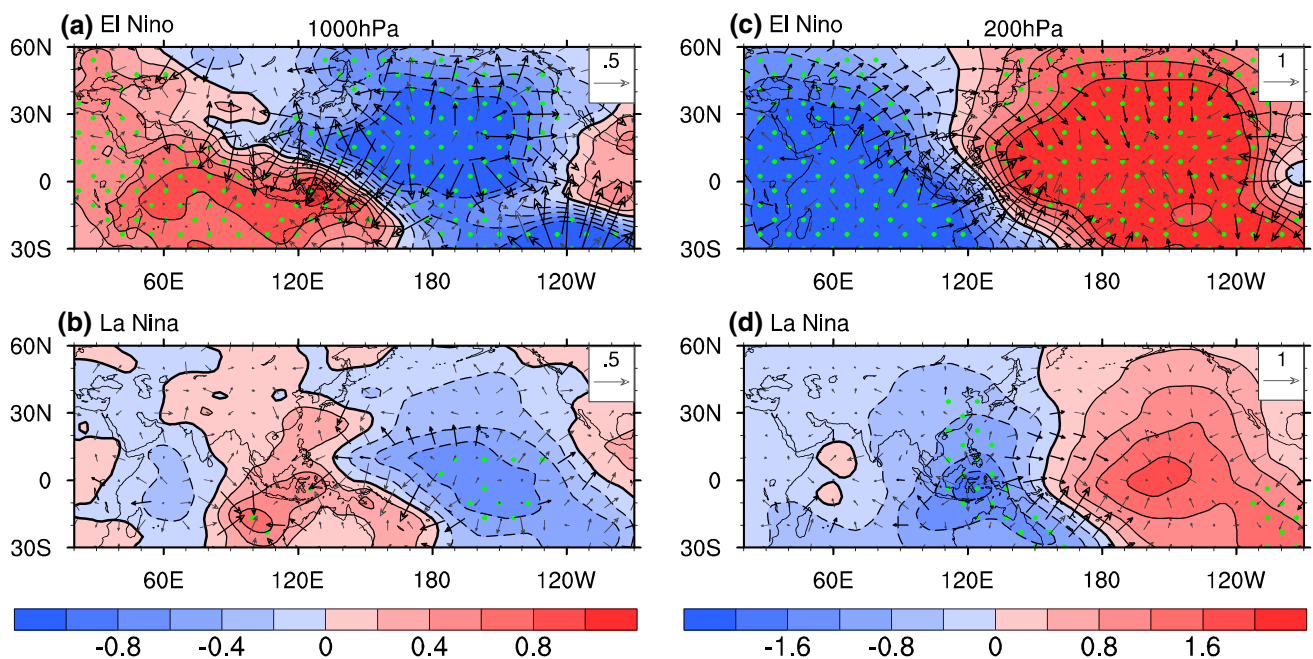 (a) El Nino 1000hPa
.5
60N
30N
0
30S
60E 120E 180 120W
(b) La Nina
.5
60N
30N
0
30S
60E 120E 180 120W
-0.8 -0.4 0 0.4 0.8
(c) El Nino 200hPa
1
60N
30N
0
30S
60E 120E 180 120W
(d) La Nina
1
60N
30N
0
30S
60E 120E 180 120W
-1.6 -0.8 0 0.8 1.6